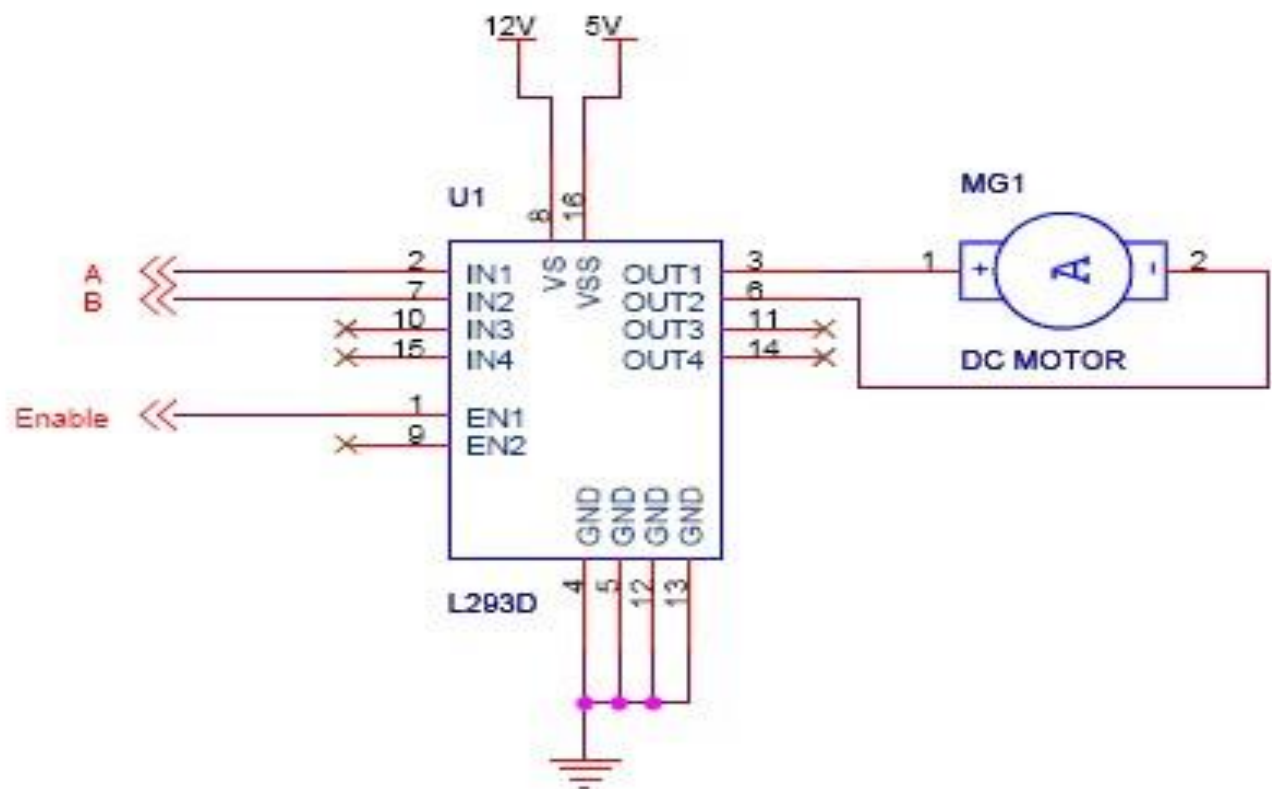 12V 5V
U1
MG1
8 16
A 2 IN1 VS VSS OUT1 3 1 + A - 2
B 7 IN2 OUT2 6
10 IN3 OUT3 11
15 IN4 OUT4 14
DC MOTOR
Enable 1 EN1
9 EN2
GND GND GND GND
L293D
4 5 12 13